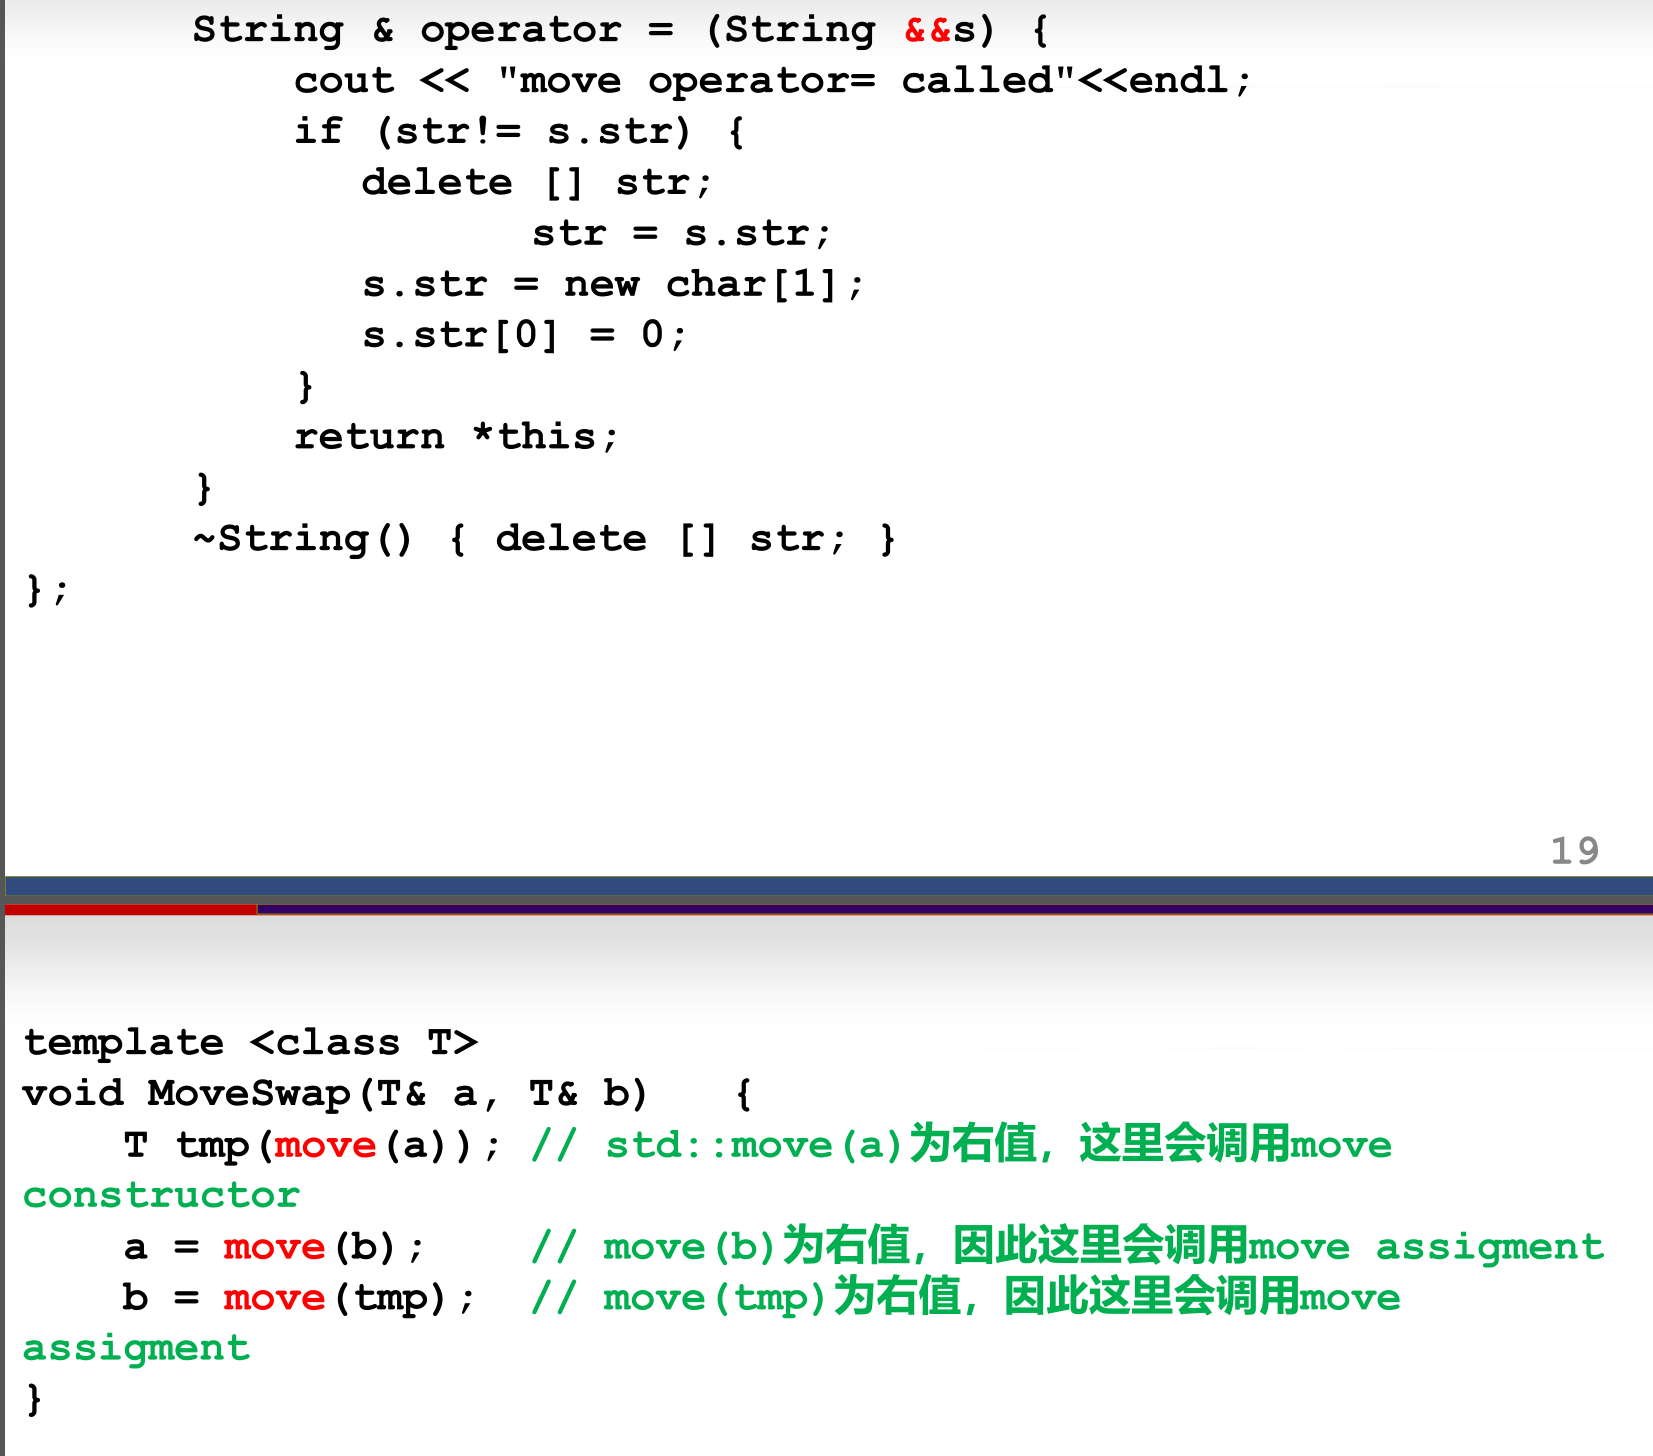 String & operator = (String &&s) {
cout << "move operator= called"<<endl;
if (str!= s.str) {
delete [] str;
str = s.str;
s.str = new char[1];
s.str[0] = 0;
}
return *this;
}
~String() { delete [] str; }
};
19
template <class T>
void MoveSwap(T& a, T& b) {
T tmp(move(a)); // std::move(a)为右值，这里会调用move
constructor
a = move(b); // move(b)为右值，因此这里会调用move assigment
b = move(tmp); // move(tmp)为右值，因此这里会调用move
assigment
}